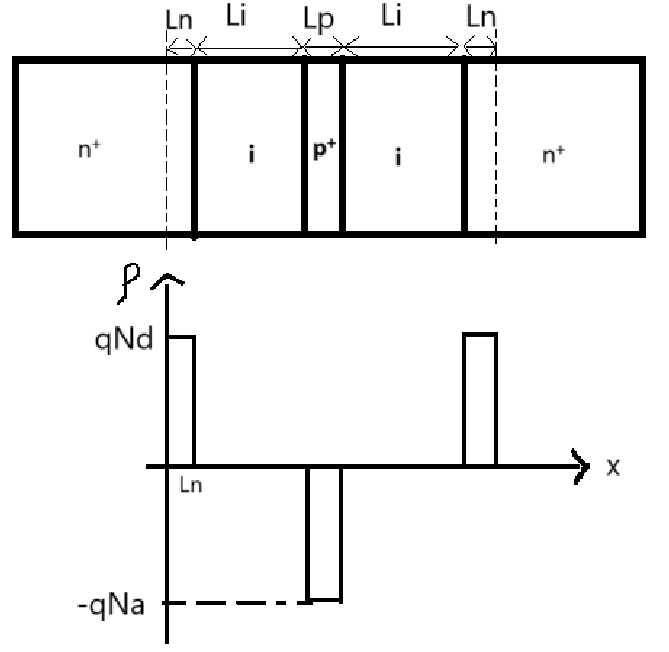 Ln Li Lp Li Ln
n⁺ i p⁺ i n⁺
ρ
qNd
Ln
x
-qNa